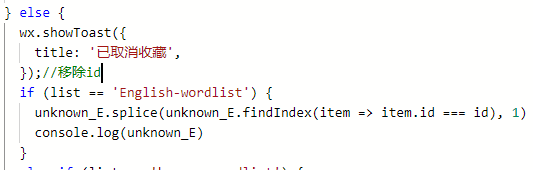 } else {
wx.showToast({
title: '已取消收藏',
});//移除id
if (list == 'English-wordlist') {
unknown_E.splice(unknown_E.findIndex(item => item.id === id), 1)
console.log(unknown_E)
}